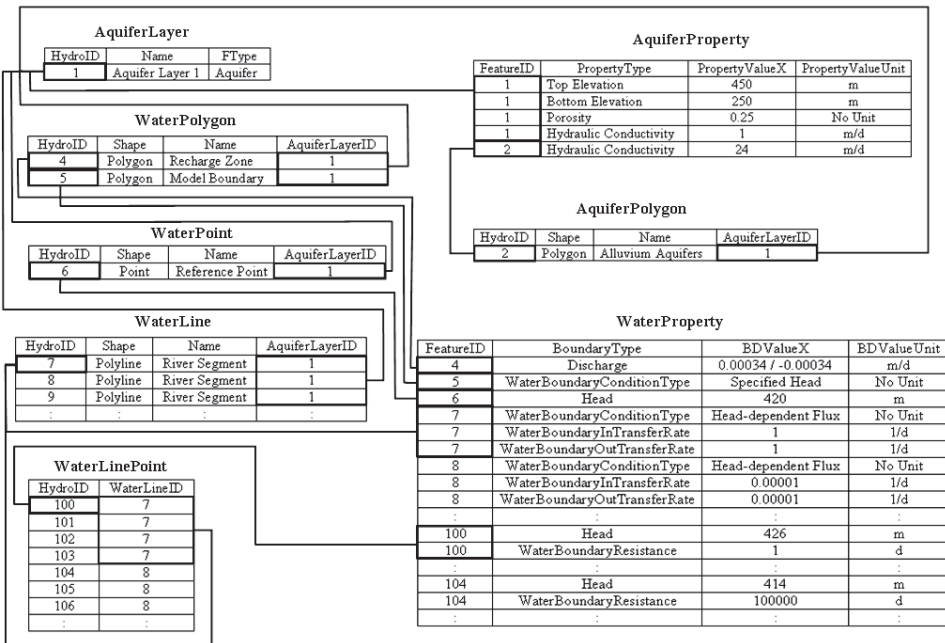 AquiferLayer
HydroID Name FType
1 Aquifer Layer 1 Aquifer
AquiferProperty
FeatureID PropertyType PropertyValueX PropertyValueUnit
1 Top Elevation 450 m
1 Bottom Elevation 250 m
1 Porosity 0.25 No Unit
1 Hydraulic Conductivity 1 m/d
2 Hydraulic Conductivity 24 m/d
WaterPolygon
HydroID Shape Name AquiferLayerID
4 Polygon Recharge Zone 1
5 Polygon Model Boundary 1
AquiferPolygon
HydroID Shape Name AquiferLayerID
2 Polygon Alluvium Aquifers 1
WaterPoint
HydroID Shape Name AquiferLayerID
6 Point Reference Point 1
WaterLine
HydroID Shape Name AquiferLayerID
7 Polyline River Segment 1
8 Polyline River Segment 1
9 Polyline River Segment 1
: : : :
WaterProperty
FeatureID BoundaryType BDValueX BDValueUnit
4 Discharge 0.00034 / -0.00034 m/d
5 WaterBoundaryConditionType Specified Head No Unit
6 Head 420 m
7 WaterBoundaryConditionType Head-dependent Flux No Unit
7 WaterBoundaryInTransferRate 1 1/d
7 WaterBoundaryOutTransferRate 1 1/d
8 WaterBoundaryConditionType Head-dependent Flux No Unit
8 WaterBoundaryInTransferRate 0.00001 1/d
8 WaterBoundaryOutTransferRate 0.00001 1/d
: : : :
100 Head 426 m
100 WaterBoundaryResistance 1 d
: : : :
104 Head 414 m
104 WaterBoundaryResistance 100000 d
: : : :
WaterLinePoint
HydroID WaterLineID
100 7
101 7
102 7
103 7
104 8
105 8
106 8
: :